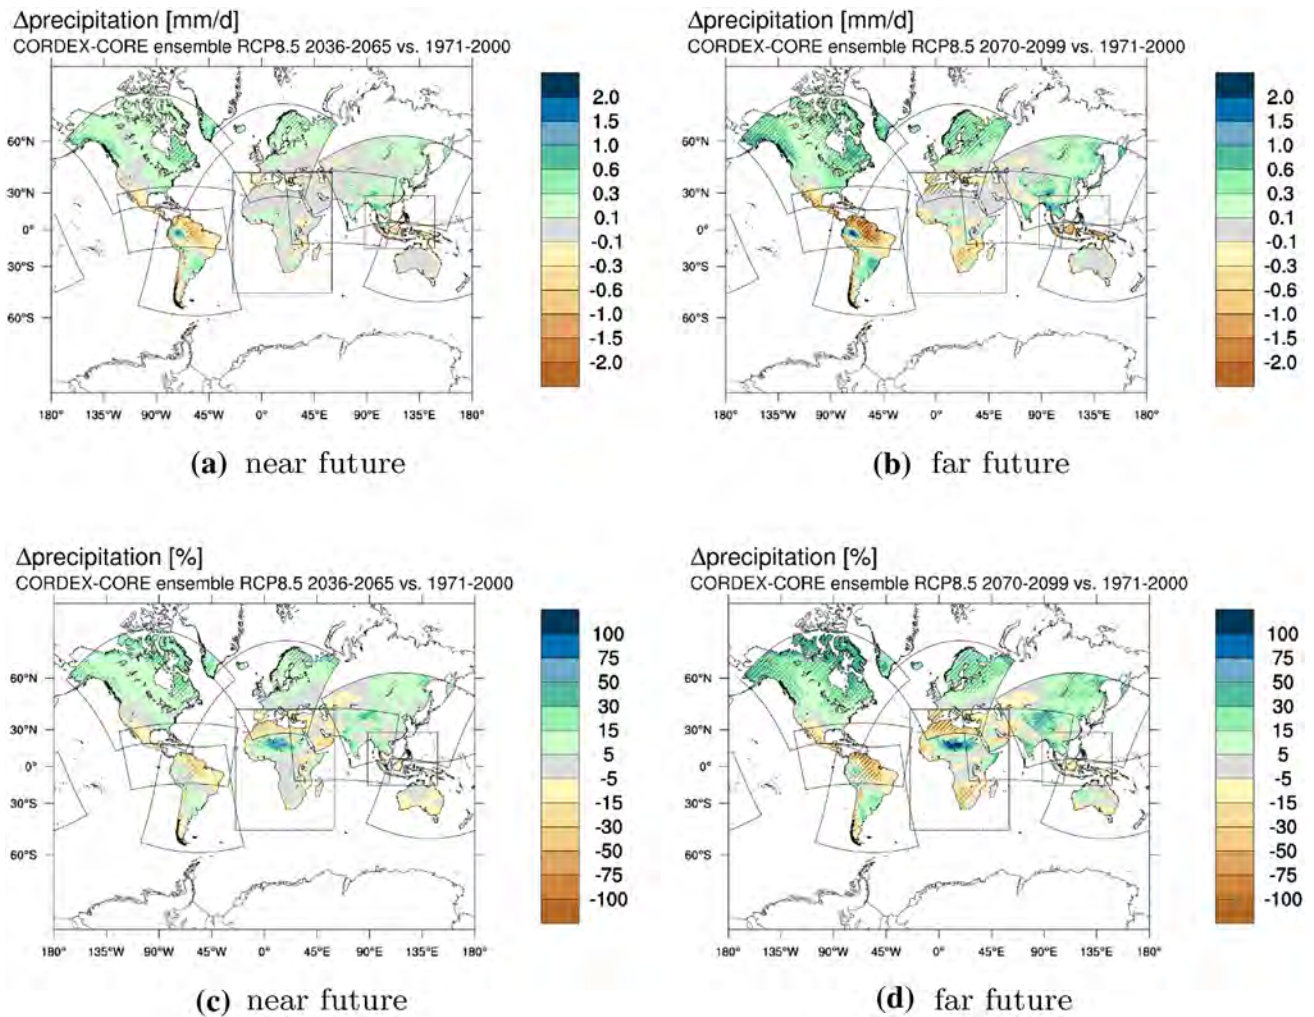 Δprecipitation [mm/d]
CORDEX-CORE ensemble RCP8.5 2036-2065 vs. 1971-2000
60°N
30°N
0°
30°S
60°S
180° 135°W 90°W 45°W 0° 45°E 90°E 135°E 180°
2.0
1.5
1.0
0.6
0.3
0.1
-0.1
-0.3
-0.6
-1.0
-1.5
-2.0
(a) near future
Δprecipitation [mm/d]
CORDEX-CORE ensemble RCP8.5 2070-2099 vs. 1971-2000
60°N
30°N
0°
30°S
60°S
180° 135°W 90°W 45°W 0° 45°E 90°E 135°E 180°
2.0
1.5
1.0
0.6
0.3
0.1
-0.1
-0.3
-0.6
-1.0
-1.5
-2.0
(b) far future
Δprecipitation [%]
CORDEX-CORE ensemble RCP8.5 2036-2065 vs. 1971-2000
60°N
30°N
0°
30°S
60°S
180° 135°W 90°W 45°W 0° 45°E 90°E 135°E 180°
100
75
50
30
15
5
-5
-15
-30
-50
-75
-100
(c) near future
Δprecipitation [%]
CORDEX-CORE ensemble RCP8.5 2070-2099 vs. 1971-2000
60°N
30°N
0°
30°S
60°S
180° 135°W 90°W 45°W 0° 45°E 90°E 135°E 180°
100
75
50
30
15
5
-5
-15
-30
-50
-75
-100
(d) far future